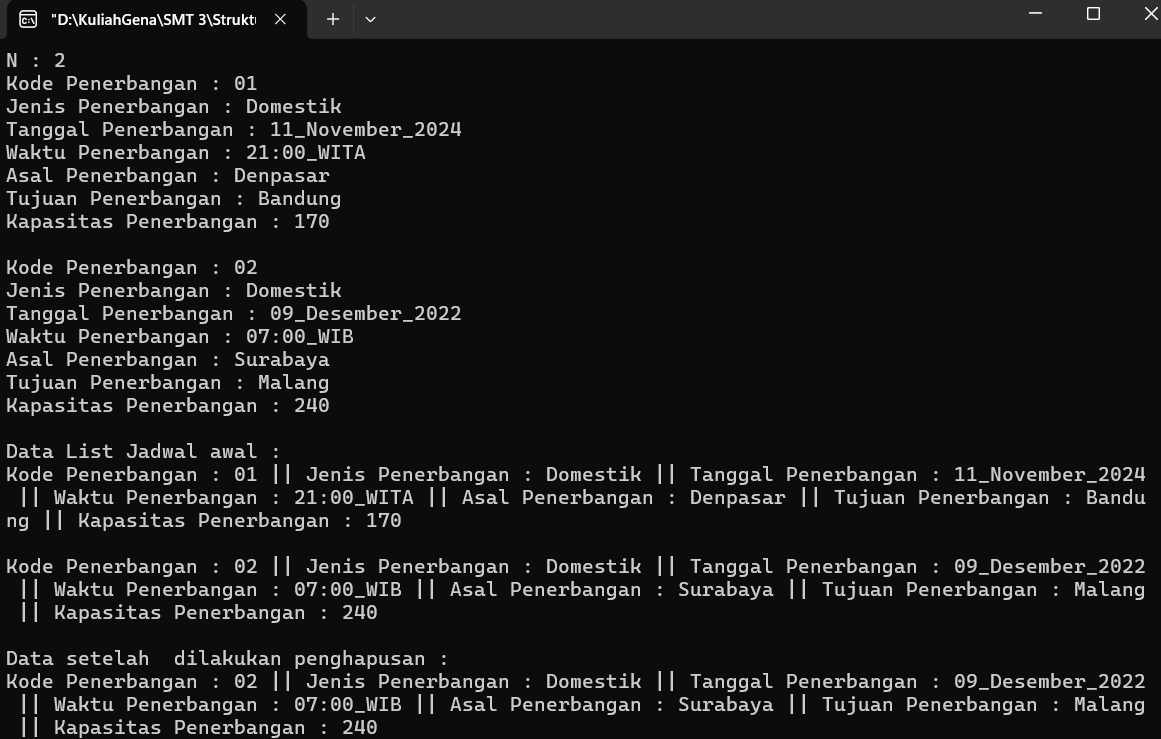 "D:\KuliahGena\SMT 3\Strukt
N : 2
Kode Penerbangan : 01
Jenis Penerbangan : Domestik
Tanggal Penerbangan : 11_November_2024
Waktu Penerbangan : 21:00_WITA
Asal Penerbangan : Denpasar
Tujuan Penerbangan : Bandung
Kapasitas Penerbangan : 170

Kode Penerbangan : 02
Jenis Penerbangan : Domestik
Tanggal Penerbangan : 09_Desember_2022
Waktu Penerbangan : 07:00_WIB
Asal Penerbangan : Surabaya
Tujuan Penerbangan : Malang
Kapasitas Penerbangan : 240

Data List Jadwal awal :
Kode Penerbangan : 01 || Jenis Penerbangan : Domestik || Tanggal Penerbangan : 11_November_2024
 || Waktu Penerbangan : 21:00_WITA || Asal Penerbangan : Denpasar || Tujuan Penerbangan : Bandu
ng || Kapasitas Penerbangan : 170

Kode Penerbangan : 02 || Jenis Penerbangan : Domestik || Tanggal Penerbangan : 09_Desember_2022
 || Waktu Penerbangan : 07:00_WIB || Asal Penerbangan : Surabaya || Tujuan Penerbangan : Malang
 || Kapasitas Penerbangan : 240

Data setelah  dilakukan penghapusan :
Kode Penerbangan : 02 || Jenis Penerbangan : Domestik || Tanggal Penerbangan : 09_Desember_2022
 || Waktu Penerbangan : 07:00_WIB || Asal Penerbangan : Surabaya || Tujuan Penerbangan : Malang
 || Kapasitas Penerbangan : 240